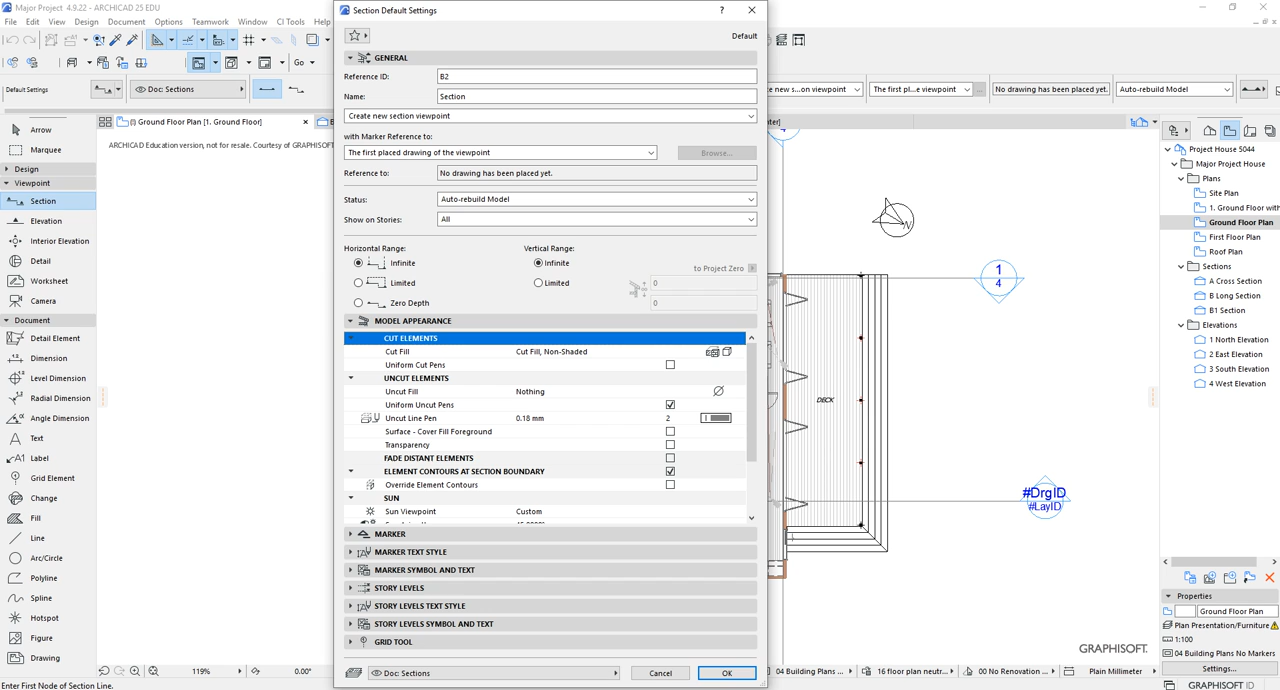 Major Project 4.9.22 - ARCHICAD 25 EDU
File Edit View Design Document Options Teamwork Window CI Tools Help
Go
Default Settings
Doc: Sections
Arrow
Marquee
Design
Viewpoint
Section
Elevation
Interior Elevation
Detail
Worksheet
Camera
Document
Detail Element
Dimension
Level Dimension
Radial Dimension
Angle Dimension
Text
Label
Grid Element
Change
Fill
Line
Arc/Circle
Polyline
Spline
Hotspot
Figure
Drawing
Enter First Node of Section Line.
(!) Ground Floor Plan [1. Ground Floor]
ARCHICAD Education version, not for resale. Courtesy of GRAPHISOFT
119%
0.00°
Section Default Settings
Default
GENERAL
Reference ID: B2
Name: Section
Create new section viewpoint
with Marker Reference to:
The first placed drawing of the viewpoint
Browse...
Reference to: No drawing has been placed yet.
Status: Auto-rebuild Model
Show on Stories: All
Horizontal Range: Vertical Range:
Infinite Infinite to Project Zero
Limited Limited 0
Zero Depth 0
MODEL APPEARANCE
CUT ELEMENTS
Cut Fill Cut Fill, Non-Shaded
Uniform Cut Pens
UNCUT ELEMENTS
Uncut Fill Nothing
Uniform Uncut Pens
Uncut Line Pen 0.18 mm 2
Surface - Cover Fill Foreground
Transparency
FADE DISTANT ELEMENTS
ELEMENT CONTOURS AT SECTION BOUNDARY
Override Element Contours
SUN
Sun Viewpoint Custom
MARKER
MARKER TEXT STYLE
MARKER SYMBOL AND TEXT
STORY LEVELS
STORY LEVELS TEXT STYLE
STORY LEVELS SYMBOL AND TEXT
GRID TOOL
Doc: Sections
Cancel
OK
e new s...on viewpoint
The first pl...e viewpoint
No drawing has been placed yet.
Auto-rebuild Model
4
N
1
4
DECK
#DrgID
#LayID
GRAPHISOFT.
04 Building Plans ...
16 floor plan neutr...
00 No Renovation ...
Plain Millimeter
Project House 5044
Major Project House
Plans
Site Plan
1. Ground Floor with
Ground Floor Plan
First Floor Plan
Roof Plan
Sections
A Cross Section
B Long Section
B1 Section
Elevations
1 North Elevation
2 East Elevation
3 South Elevation
4 West Elevation
Properties
Ground Floor Plan
Plan Presentation/Furniture
1:100
04 Building Plans No Markers
Settings...
GRAPHISOFT ID